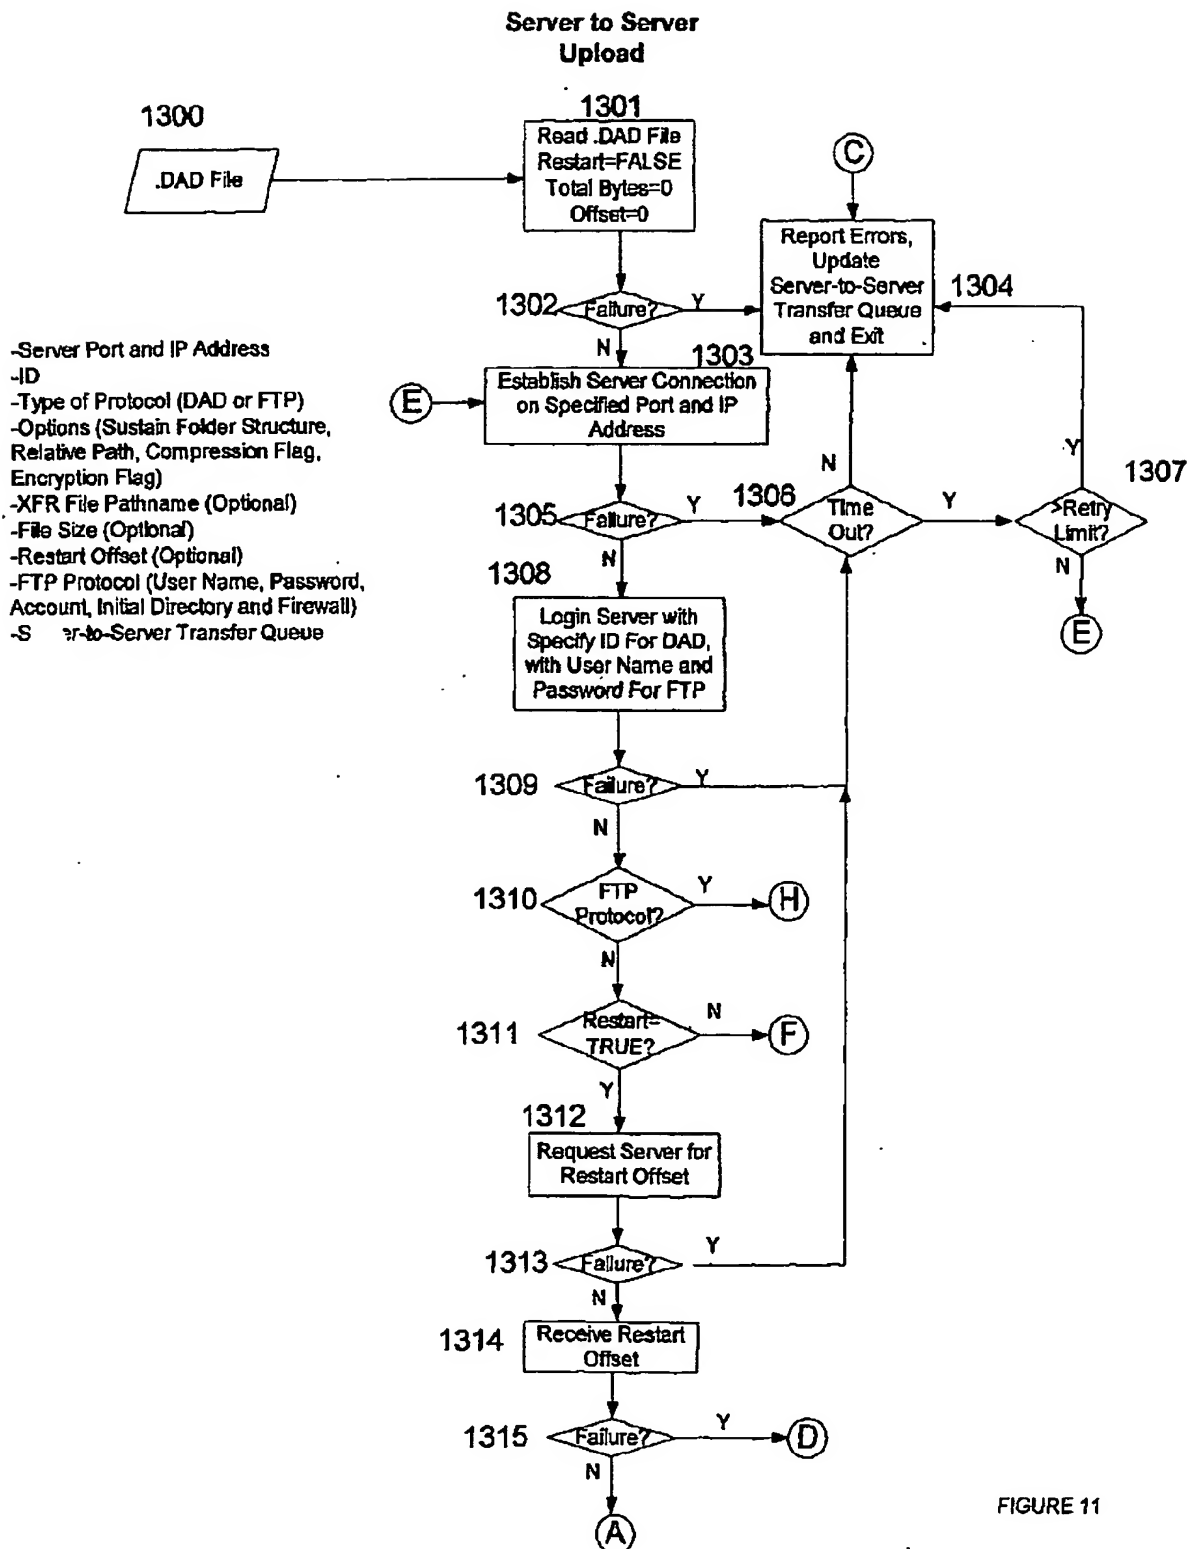 Server to Server
Upload
1300
.DAD File
1301
Read .DAD File
Restart=FALSE
Total Bytes=0
Offset=0
C
Report Errors,
Update
Server-to-Server
Transfer Queue
and Exit
1304
1302
Failure?
Y
N
1303
Establish Server Connection
on Specified Port and IP
Address
E
-Server Port and IP Address
-ID
-Type of Protocol (DAD or FTP)
-Options (Sustain Folder Structure,
Relative Path, Compression Flag,
Encryption Flag)
-XFR File Pathname (Optional)
-File Size (Optional)
-Restart Offset (Optional)
-FTP Protocol (User Name, Password,
Account, Initial Directory and Firewall)
-S er-to-Server Transfer Queue
1305
Failure?
Y
N
1306
Time
Out?
N
Y
1307
>Retry
Limit?
Y
N
E
1308
Login Server with
Specify ID For DAD,
with User Name and
Password For FTP
1309
Failure?
Y
N
1310
FTP
Protocol?
Y
H
N
1311
Restart=
TRUE?
N
F
Y
1312
Request Server for
Restart Offset
1313
Failure?
Y
N
1314
Receive Restart
Offset
1315
Failure?
Y
D
N
A
FIGURE 11